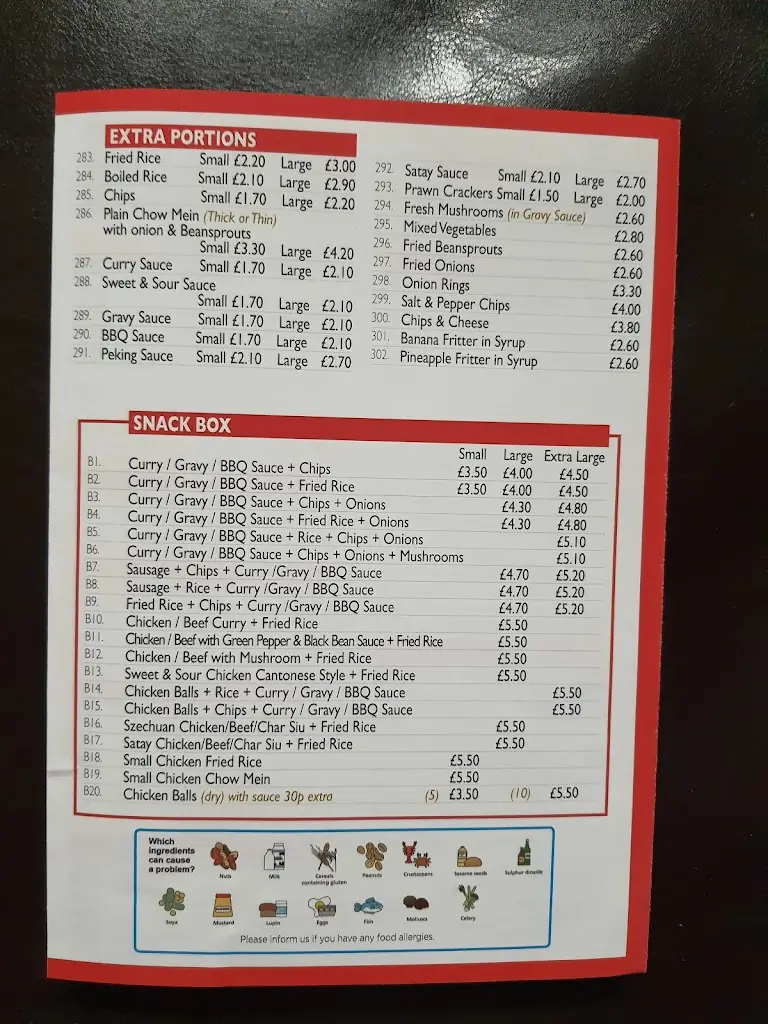 EXTRA PORTIONS
283. Fried Rice Small £2.20 Large £3.00
284. Boiled Rice Small £2.10 Large £2.90
285. Chips Small £1.70 Large £2.20
286. Plain Chow Mein (Thick or Thin)
with onion & Beansprouts
Small £3.30 Large £4.20
287. Curry Sauce Small £1.70 Large £2.10
288. Sweet & Sour Sauce
Small £1.70 Large £2.10
289. Gravy Sauce Small £1.70 Large £2.10
290. BBQ Sauce Small £1.70 Large £2.10
291. Peking Sauce Small £2.10 Large £2.70
292. Satay Sauce Small £2.10 Large £2.70
293. Prawn Crackers Small £1.50 Large £2.00
294. Fresh Mushrooms (in Gravy Sauce) £2.60
295. Mixed Vegetables £2.80
296. Fried Beansprouts £2.60
297. Fried Onions £2.60
298. Onion Rings £3.30
299. Salt & Pepper Chips £4.00
300. Chips & Cheese £3.80
301. Banana Fritter in Syrup £2.60
302. Pineapple Fritter in Syrup £2.60
SNACK BOX
Small Large Extra Large
B1. Curry / Gravy / BBQ Sauce + Chips £3.50 £4.00 £4.50
B2. Curry / Gravy / BBQ Sauce + Fried Rice £3.50 £4.00 £4.50
B3. Curry / Gravy / BBQ Sauce + Chips + Onions £4.30 £4.80
B4. Curry / Gravy / BBQ Sauce + Fried Rice + Onions £4.30 £4.80
B5. Curry / Gravy / BBQ Sauce + Rice + Chips + Onions £5.10
B6. Curry / Gravy / BBQ Sauce + Chips + Onions + Mushrooms £5.10
B7. Sausage + Chips + Curry /Gravy / BBQ Sauce £4.70 £5.20
B8. Sausage + Rice + Curry /Gravy / BBQ Sauce £4.70 £5.20
B9. Fried Rice + Chips + Curry /Gravy / BBQ Sauce £4.70 £5.20
B10. Chicken / Beef Curry + Fried Rice £5.50
B11. Chicken / Beef with Green Pepper & Black Bean Sauce + Fried Rice £5.50
B12. Chicken / Beef with Mushroom + Fried Rice £5.50
B13. Sweet & Sour Chicken Cantonese Style + Fried Rice £5.50
B14. Chicken Balls + Rice + Curry / Gravy / BBQ Sauce £5.50
B15. Chicken Balls + Chips + Curry / Gravy / BBQ Sauce £5.50
B16. Szechuan Chicken/Beef/Char Siu + Fried Rice £5.50
B17. Satay Chicken/Beef/Char Siu + Fried Rice £5.50
B18. Small Chicken Fried Rice £5.50
B19. Small Chicken Chow Mein £5.50
B20. Chicken Balls (dry) with sauce 30p extra (5) £3.50 (10) £5.50
Which
ingredients
can cause
a problem?
Nuts Milk Cereals containing gluten Peanuts Crustaceans Sesame seeds Sulphur dioxide
Soya Mustard Lupin Eggs Fish Molluscs Celery
Please inform us if you have any food allergies.